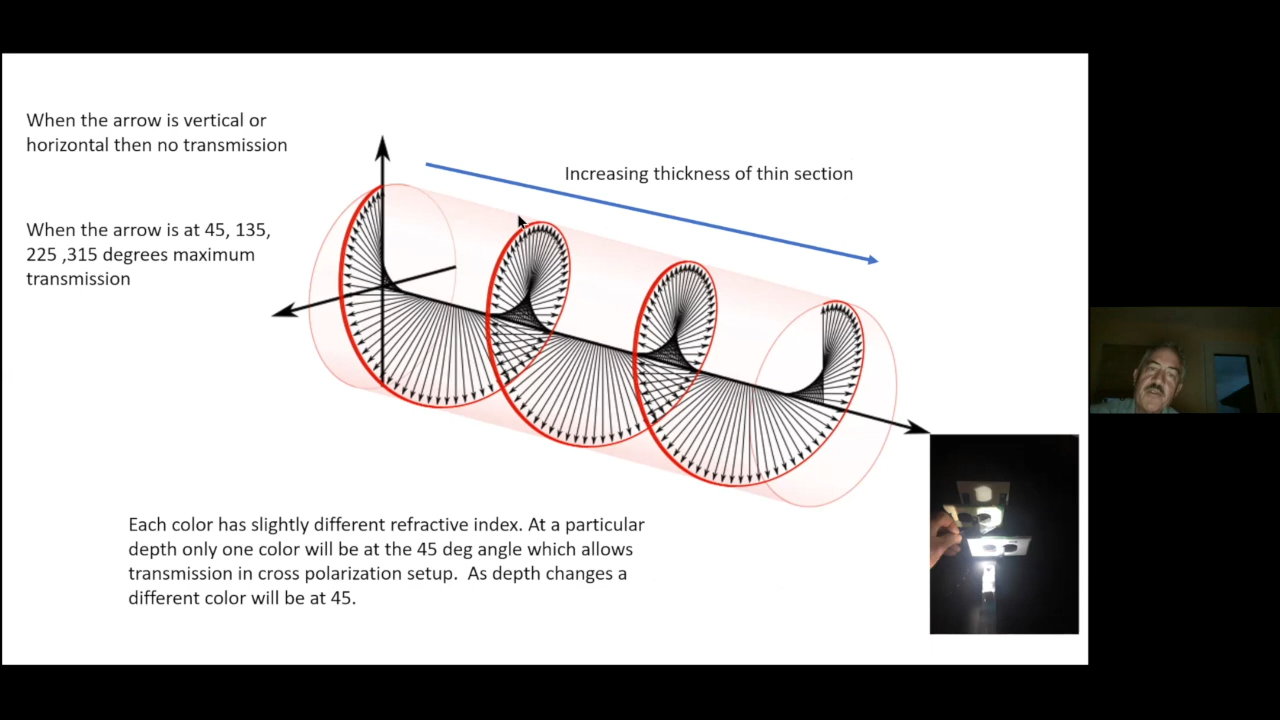 When the arrow is vertical or
horizontal then no transmission
Increasing thickness of thin section
When the arrow is at 45, 135,
225 ,315 degrees maximum
transmission
Each color has slightly different refractive index. At a particular
depth only one color will be at the 45 deg angle which allows
transmission in cross polarization setup.  As depth changes a
different color will be at 45.